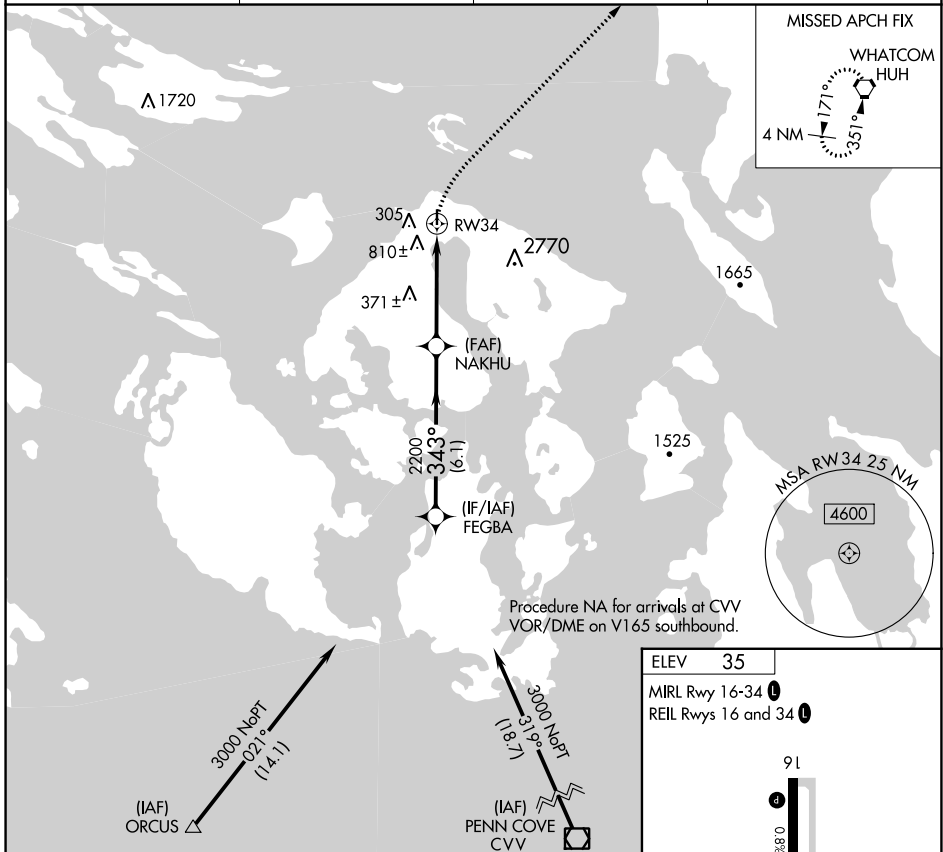 MISSED APCH FIX
WHATCOM
HUH
171°
351°
4 NM
1720
305
RW34
810±
2770
371±
1665
(FAF)
NAKHU
2200
343°
(6.1)
1525
(IF/IAF)
FEGBA
MSA RW34 25 NM
4600
Procedure NA for arrivals at CVV
VOR/DME on V165 southbound.
3000 NoPT
021°
(14.1)
3000 NoPT
319°
(18.7)
(IAF)
ORCUS
(IAF)
PENN COVE
CVV
ELEV 35
MIRL Rwy 16-34 L
REIL Rwys 16 and 34 L
16
P
0.8%